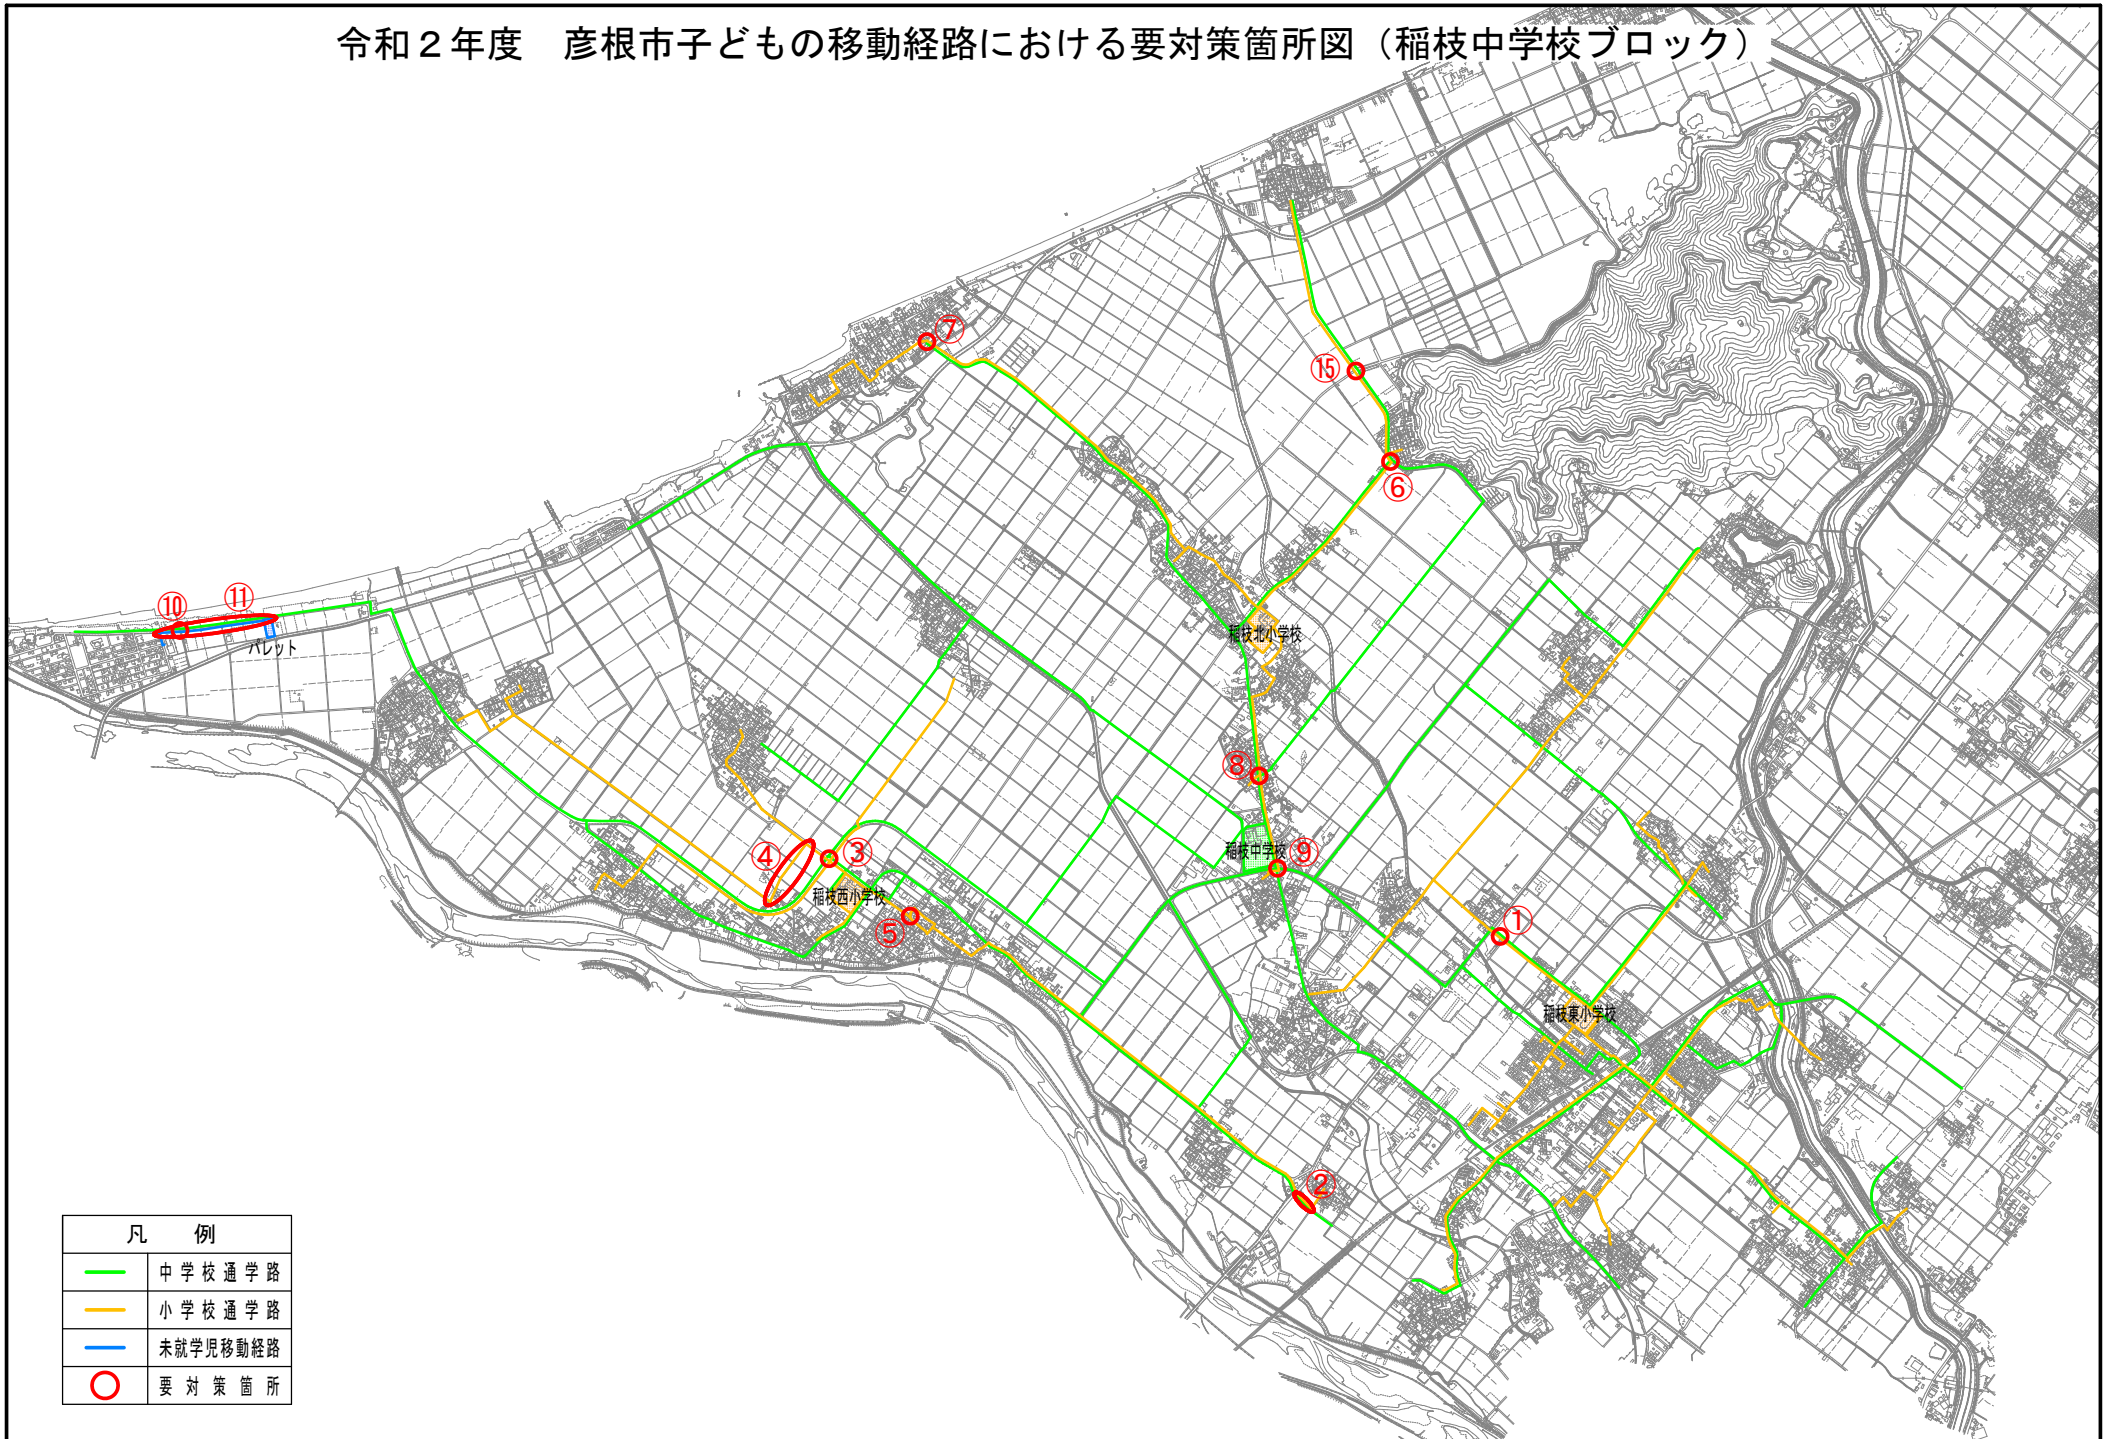 令和２年度　彦根市子どもの移動経路における要対策箇所図（稲枝中学校ブロック）
⑦
⑮
⑥
⑩
⑪
パレット
稲枝北小学校
⑧
④
③
稲枝中学校
⑨
稲枝西小学校
⑤
①
稲枝東小学校
②
凡　例
中学校通学路
小学校通学路
未就学児移動経路
要対策箇所